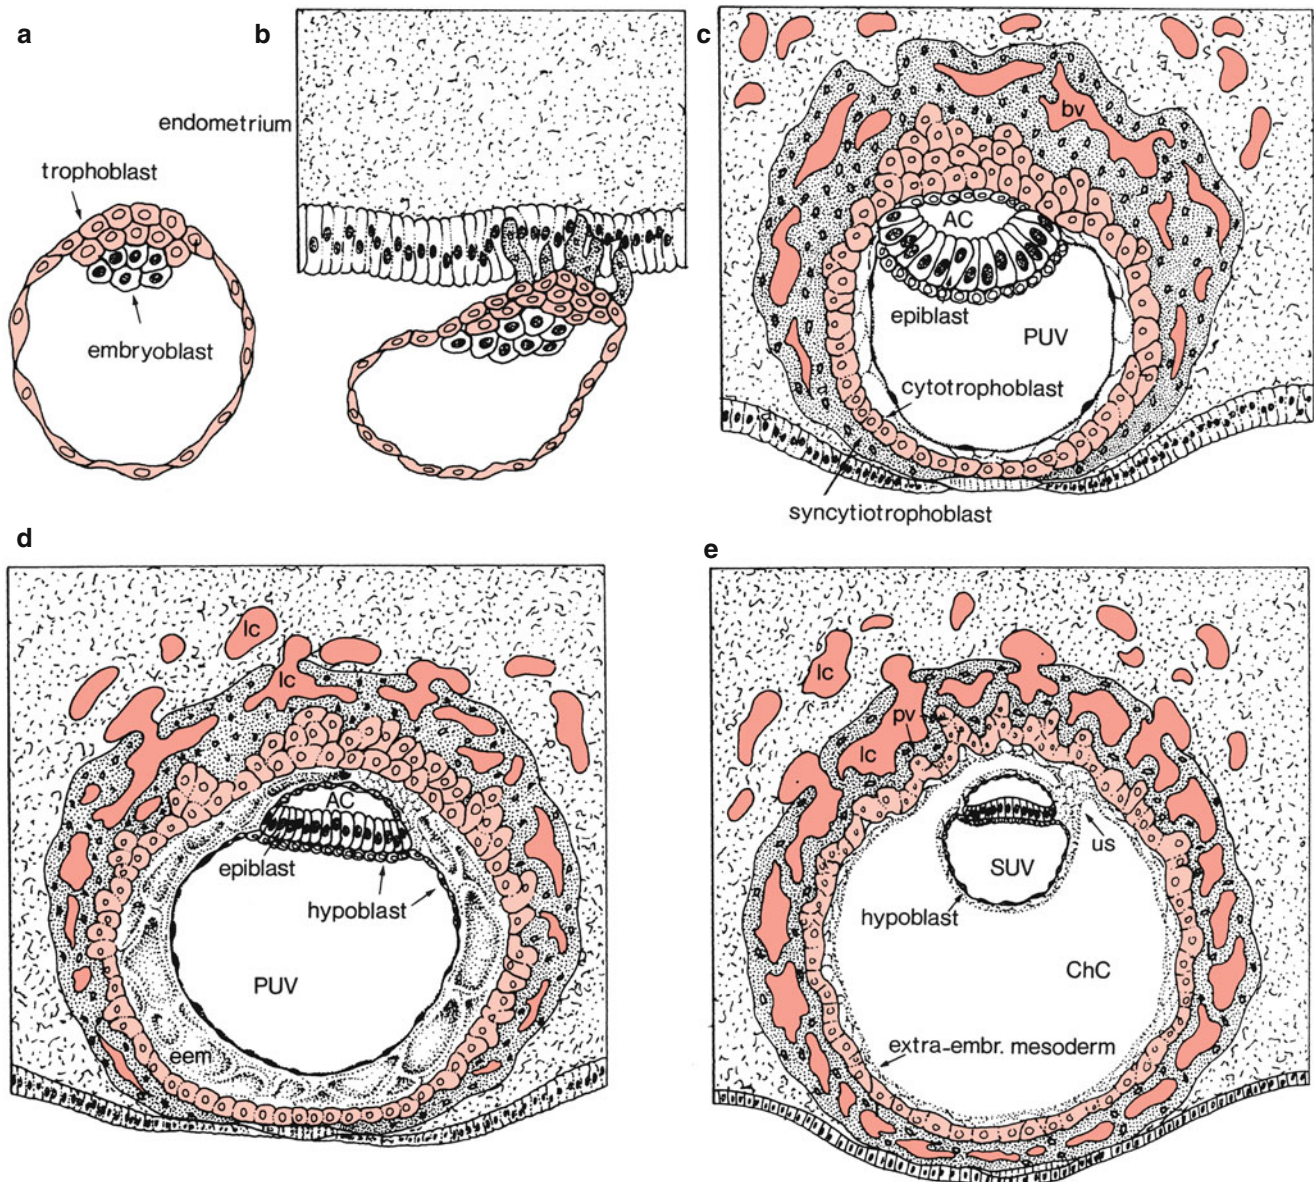 a
b
c
endometrium
trophoblast
embryoblast
bv
AC
epiblast
PUV
cytotrophoblast
syncytiotrophoblast
d
e
lc
lc
AC
epiblast
hypoblast
PUV
eem
lc
pv
lc
us
SUV
hypoblast
ChC
extra-embr. mesoderm